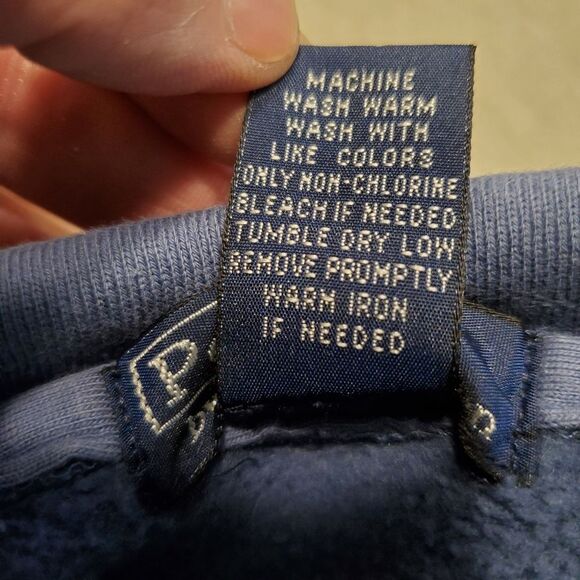 MACHINE
WASH WARM
WASH WITH
LIKE COLORS
ONLY NON-CHLORINE
BLEACH IF NEEDED
TUMBLE DRY LOW
REMOVE PROMPTLY
WARM IRON
IF NEEDED